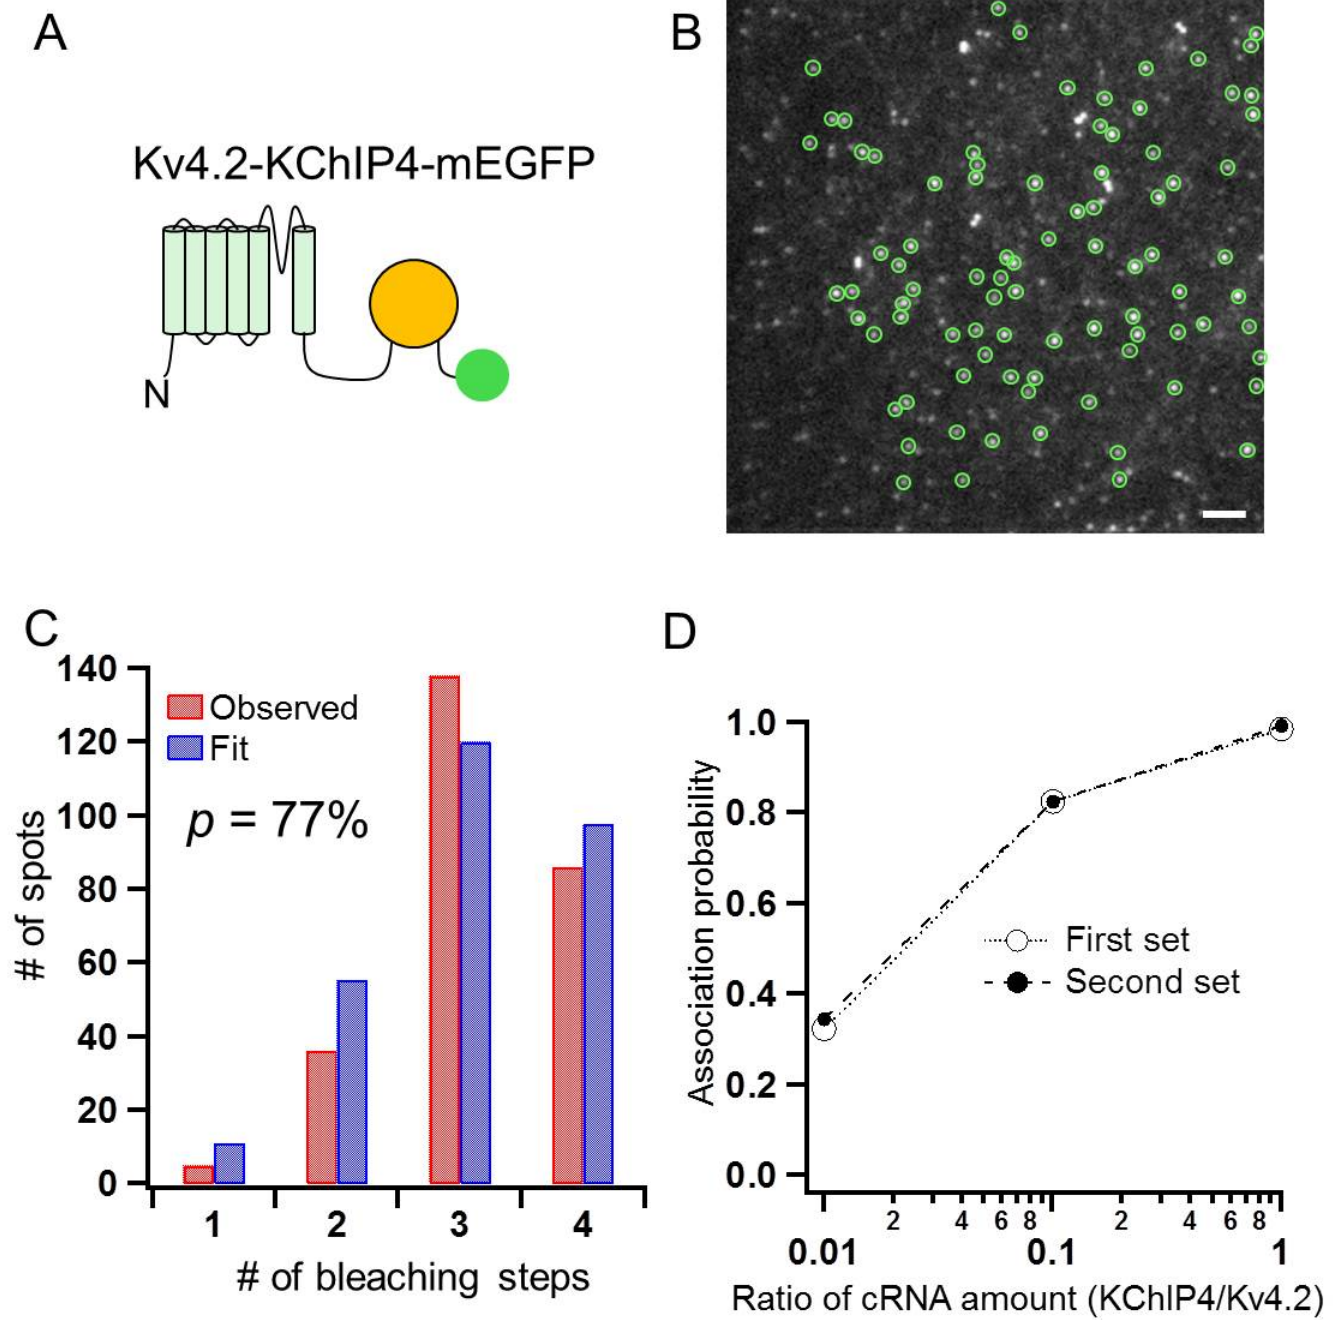 A
B
Kv4.2-KChIP4-mEGFP
N
C
D
140
120
100
80
60
40
20
0
Observed
Fit
p = 77%
# of spots
1 2 3 4
# of bleaching steps
1.0
0.8
0.6
0.4
0.2
0.0
Association probability
First set
Second set
2 4 6 8 2 4 6 8
0.01 0.1 1
Ratio of cRNA amount (KChIP4/Kv4.2)